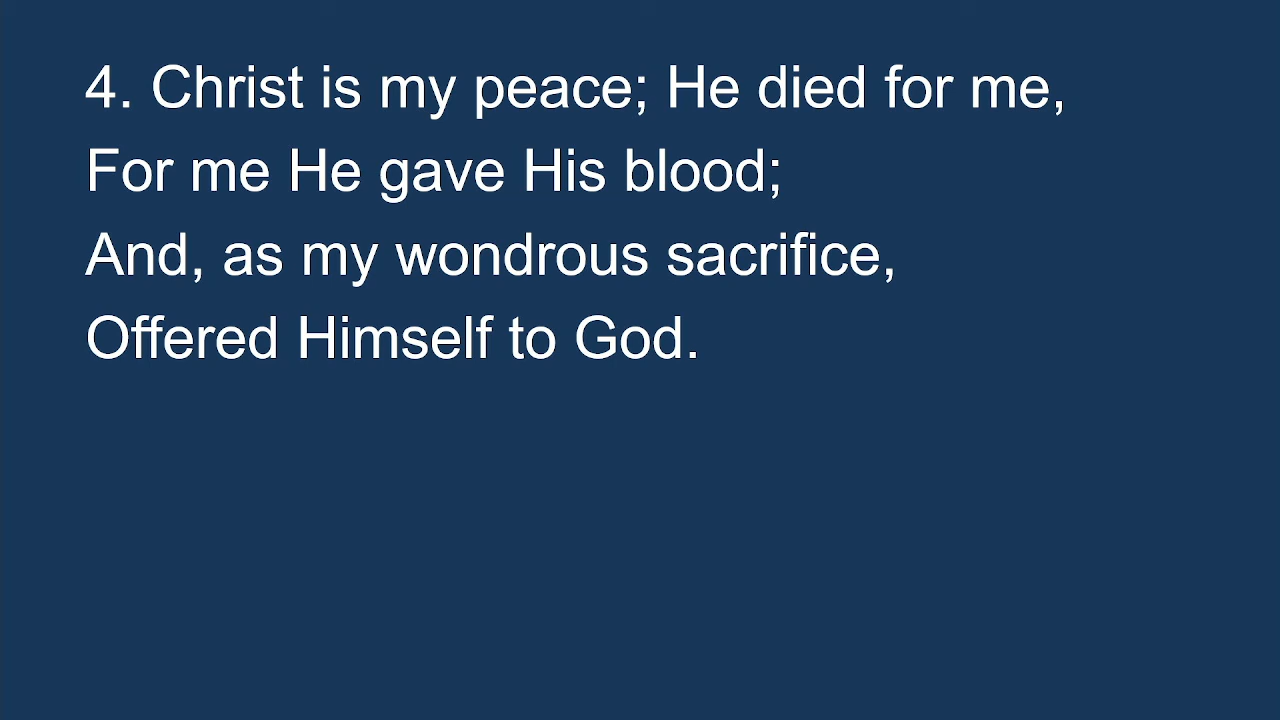 4. Christ is my peace; He died for me,
For me He gave His blood;
And, as my wondrous sacrifice,
Offered Himself to God.